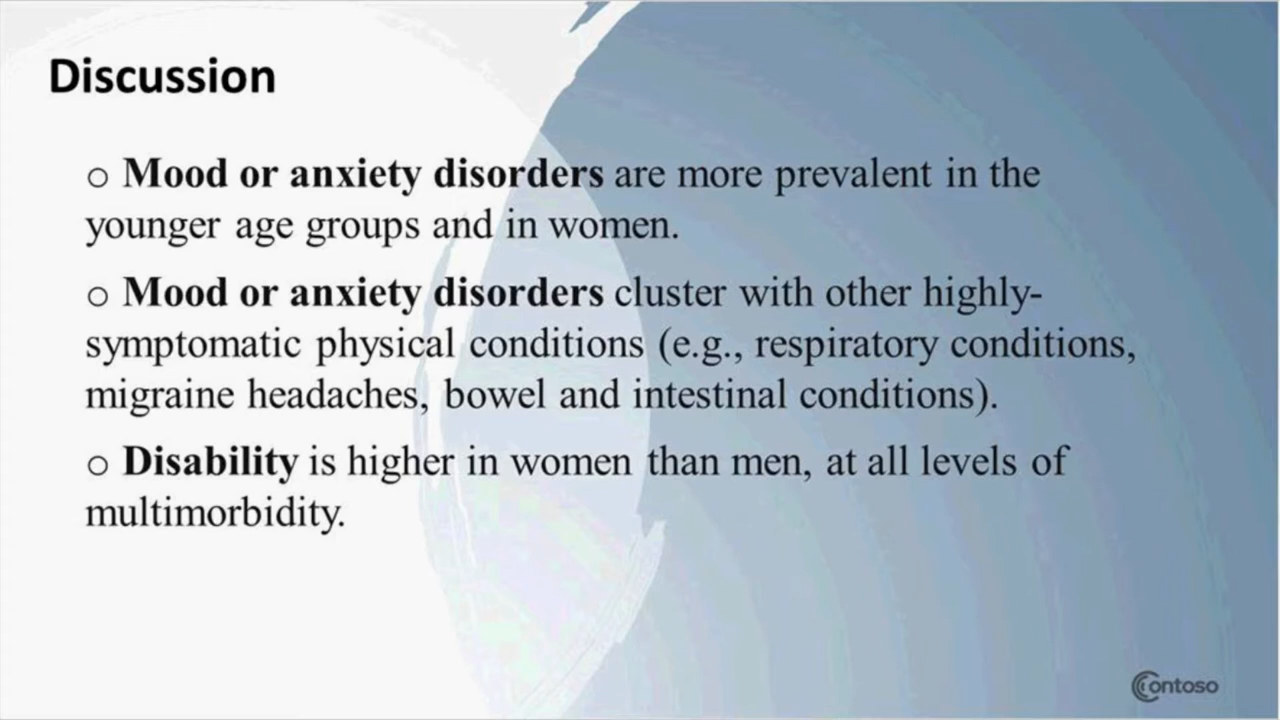 Discussion
o Mood or anxiety disorders are more prevalent in the
younger age groups and in women.
o Mood or anxiety disorders cluster with other highly-
symptomatic physical conditions (e.g., respiratory conditions,
migraine headaches, bowel and intestinal conditions).
o Disability is higher in women than men, at all levels of
multimorbidity.
Contoso